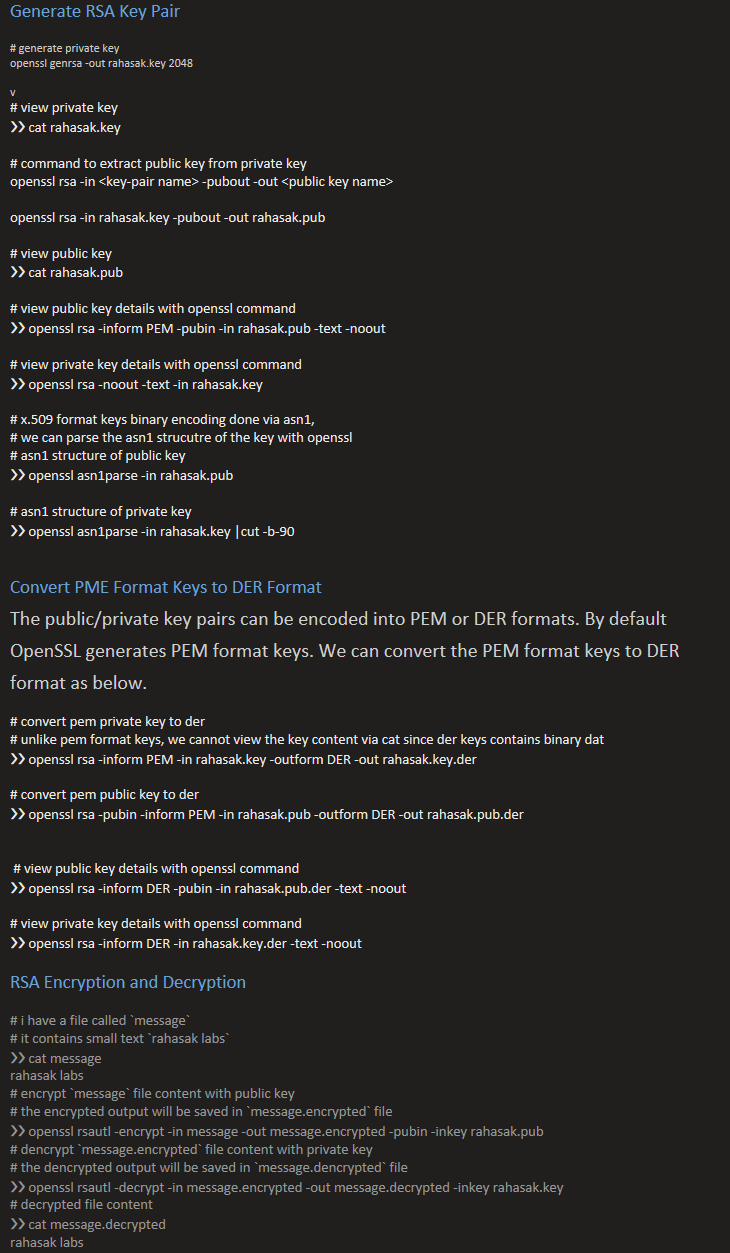 Generate RSA Key Pair
# generate private key
openssl genrsa -out rahasak.key 2048
v
# view private key
❯❯ cat rahasak.key
# command to extract public key from private key
openssl rsa -in <key-pair name> -pubout -out <public key name>
openssl rsa -in rahasak.key -pubout -out rahasak.pub
# view public key
❯❯ cat rahasak.pub
# view public key details with openssl command
❯❯ openssl rsa -inform PEM -pubin -in rahasak.pub -text -noout
# view private key details with openssl command
❯❯ openssl rsa -noout -text -in rahasak.key
# x.509 format keys binary encoding done via asn1,
# we can parse the asn1 strucutre of the key with openssl
# asn1 structure of public key
❯❯ openssl asn1parse -in rahasak.pub
# asn1 structure of private key
❯❯ openssl asn1parse -in rahasak.key |cut -b-90
Convert PME Format Keys to DER Format
The public/private key pairs can be encoded into PEM or DER formats. By default
OpenSSL generates PEM format keys. We can convert the PEM format keys to DER
format as below.
# convert pem private key to der
# unlike pem format keys, we cannot view the key content via cat since der keys contains binary dat
❯❯ openssl rsa -inform PEM -in rahasak.key -outform DER -out rahasak.key.der
# convert pem public key to der
❯❯ openssl rsa -pubin -inform PEM -in rahasak.pub -outform DER -out rahasak.pub.der
# view public key details with openssl command
❯❯ openssl rsa -inform DER -pubin -in rahasak.pub.der -text -noout
# view private key details with openssl command
❯❯ openssl rsa -inform DER -in rahasak.key.der -text -noout
RSA Encryption and Decryption
# i have a file called `message`
# it contains small text `rahasak labs`
❯❯ cat message
rahasak labs
# encrypt `message` file content with public key
# the encrypted output will be saved in `message.encrypted` file
❯❯ openssl rsautl -encrypt -in message -out message.encrypted -pubin -inkey rahasak.pub
# dencrypt `message.encrypted` file content with private key
# the dencrypted output will be saved in `message.dencrypted` file
❯❯ openssl rsautl -decrypt -in message.encrypted -out message.decrypted -inkey rahasak.key
# decrypted file content
❯❯ cat message.decrypted
rahasak labs